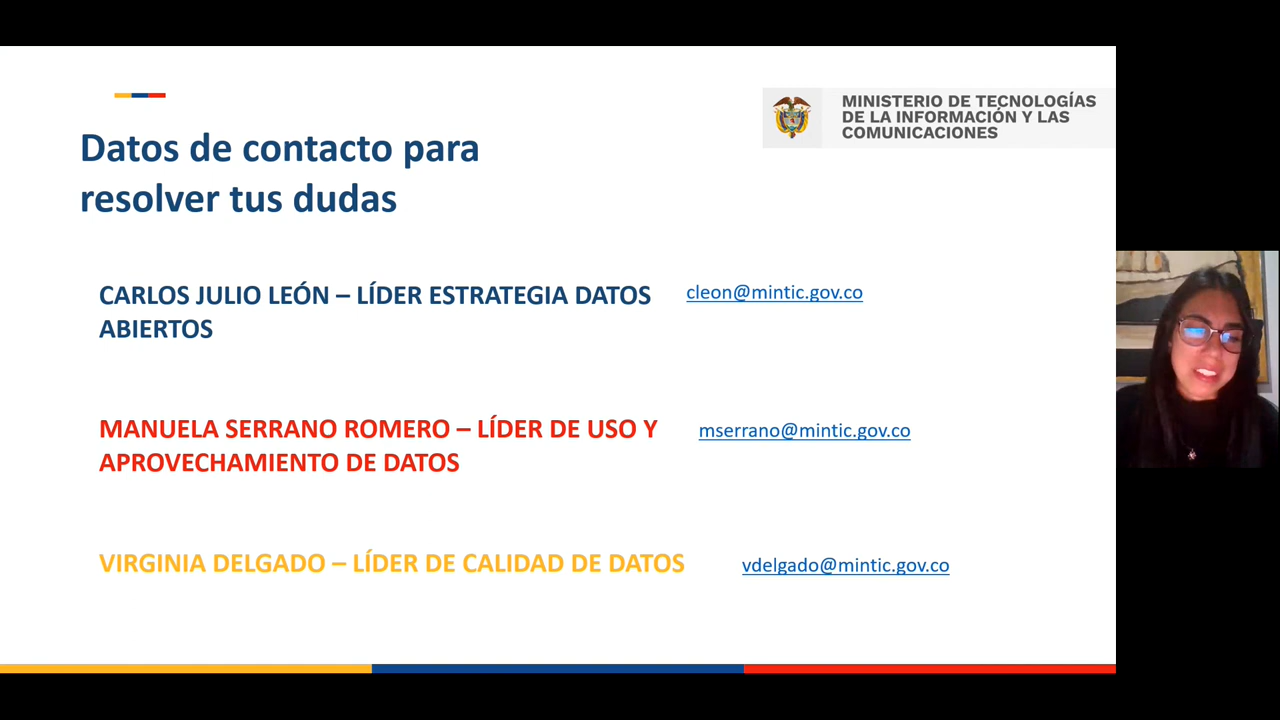 MINISTERIO DE TECNOLOGÍAS
DE LA INFORMACIÓN Y LAS
COMUNICACIONES
Datos de contacto para
resolver tus dudas
CARLOS JULIO LEÓN – LÍDER ESTRATEGIA DATOS
ABIERTOS
cleon@mintic.gov.co
MANUELA SERRANO ROMERO – LÍDER DE USO Y
APROVECHAMIENTO DE DATOS
mserrano@mintic.gov.co
VIRGINIA DELGADO – LÍDER DE CALIDAD DE DATOS
vdelgado@mintic.gov.co